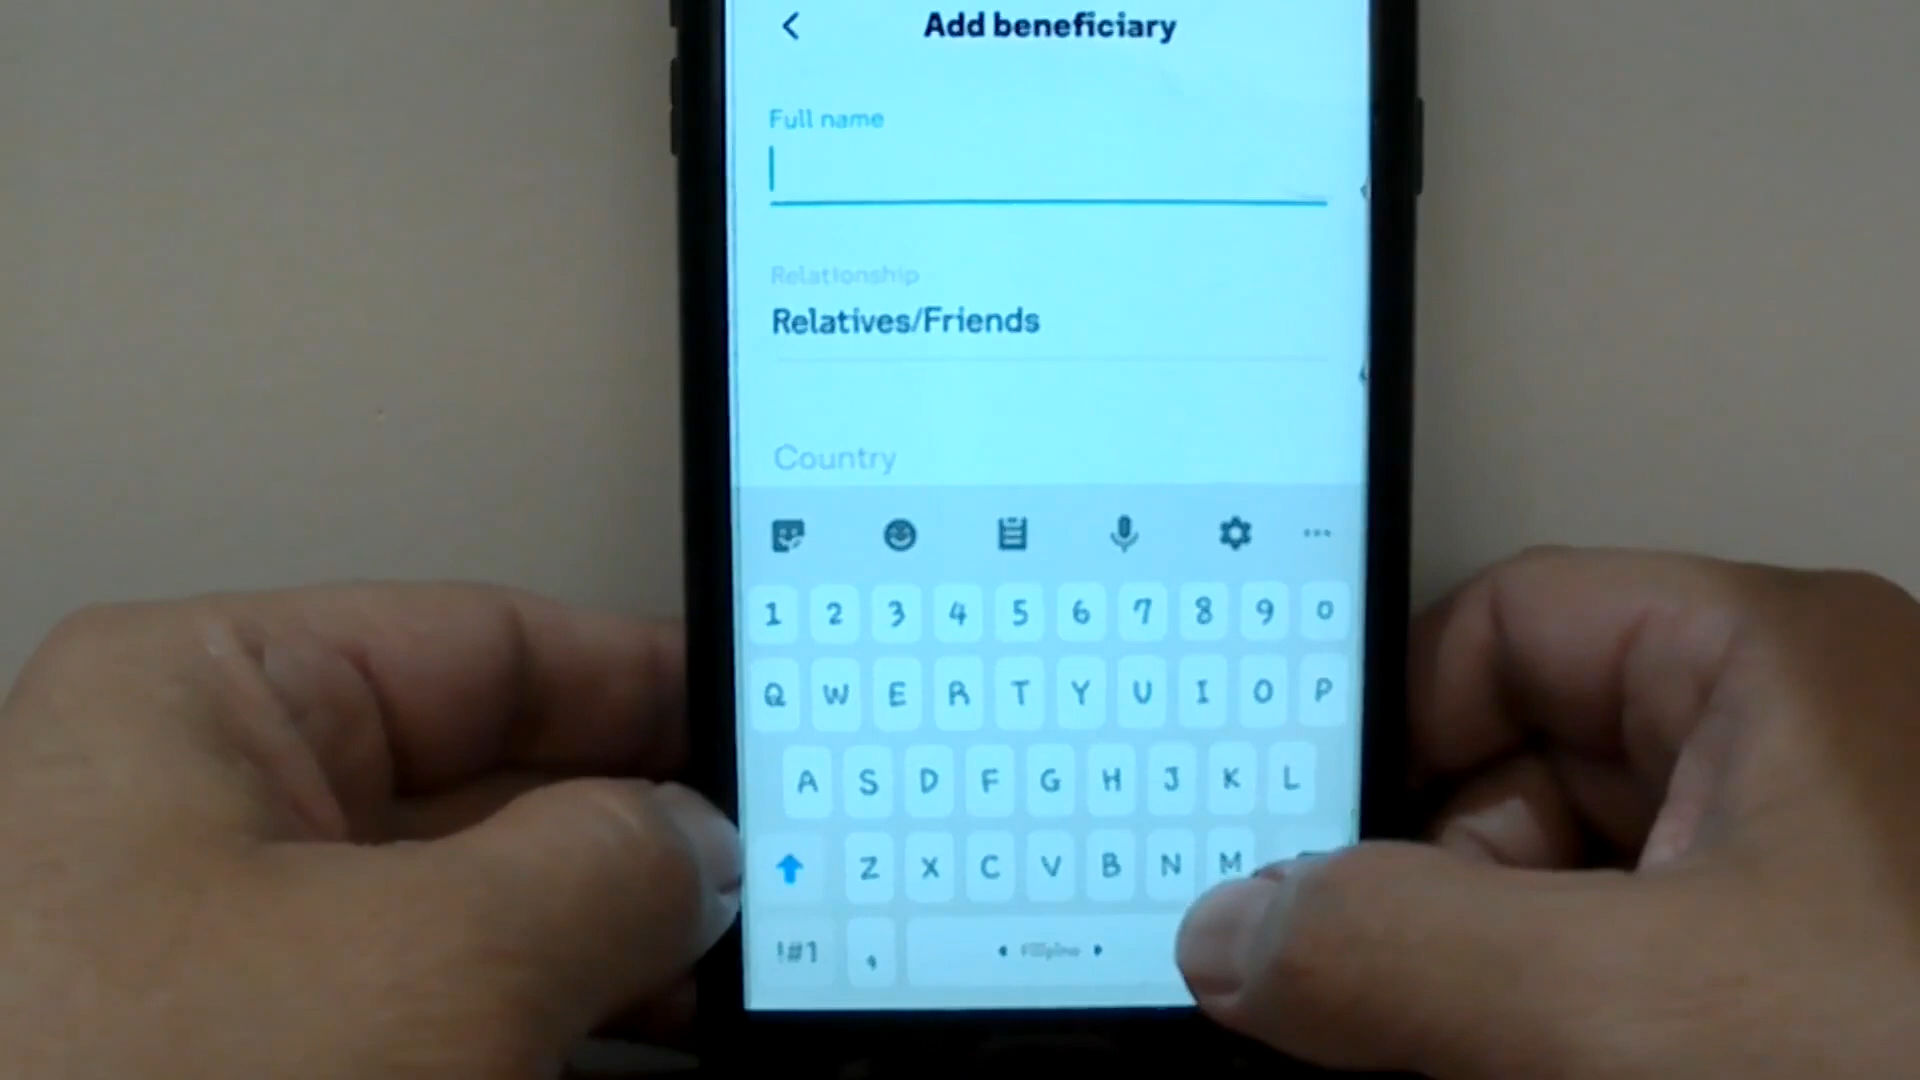 Add beneficiary
Full name
Relationship
Relatives/Friends
Country
1 2 3 4 5 6 7 8 9 0
Q W E R T Y U I O P
A S D F G H J K L
Z X C V B N M
!#1 , Filipino